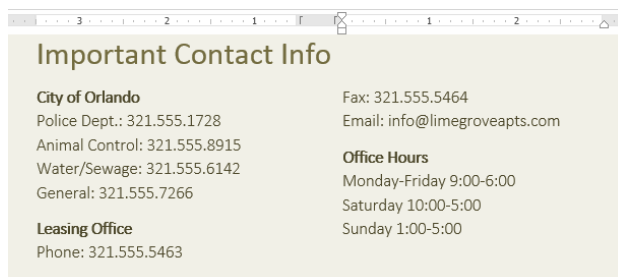 3 2 1 1 2
Important Contact Info
City of Orlando
Police Dept.: 321.555.1728
Animal Control: 321.555.8915
Water/Sewage: 321.555.6142
General: 321.555.7266
Leasing Office
Phone: 321.555.5463
Fax: 321.555.5464
Email: info@limegroveapts.com
Office Hours
Monday-Friday 9:00-6:00
Saturday 10:00-5:00
Sunday 1:00-5:00